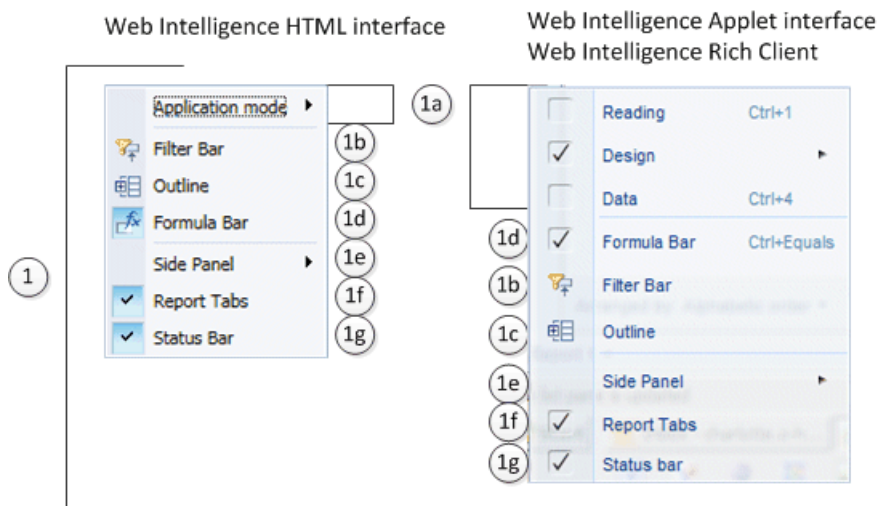 Web Intelligence HTML interface
Web Intelligence Applet interface
Web Intelligence Rich Client
1
Application mode
1a
Filter Bar
1b
Outline
1c
Formula Bar
1d
Side Panel
1e
Report Tabs
1f
Status Bar
1g
Reading Ctrl+1
Design
Data Ctrl+4
1d
Formula Bar Ctrl+Equals
1b
Filter Bar
1c
Outline
1e
Side Panel
1f
Report Tabs
1g
Status bar